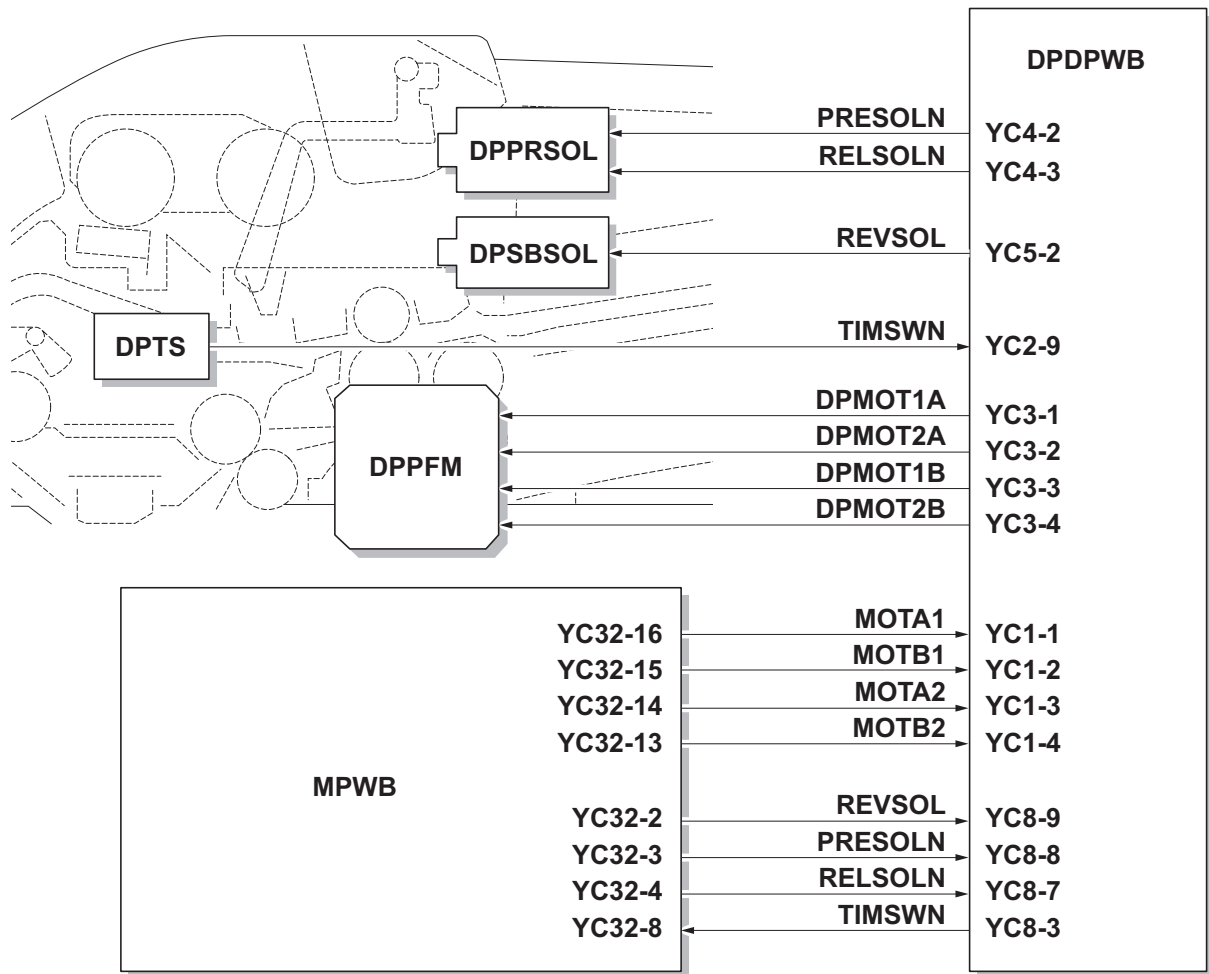 DPDPWB
DPPRSOL
PRESOLN
YC4-2
RELSOLN
YC4-3
DPSBSOL
REVSOL
YC5-2
DPTS
TIMSWN
YC2-9
DPPFM
DPMOT1A
YC3-1
DPMOT2A
YC3-2
DPMOT1B
YC3-3
DPMOT2B
YC3-4
MPWB
YC32-16
MOTA1
YC1-1
YC32-15
MOTB1
YC1-2
YC32-14
MOTA2
YC1-3
YC32-13
MOTB2
YC1-4
YC32-2
REVSOL
YC8-9
YC32-3
PRESOLN
YC8-8
YC32-4
RELSOLN
YC8-7
YC32-8
TIMSWN
YC8-3